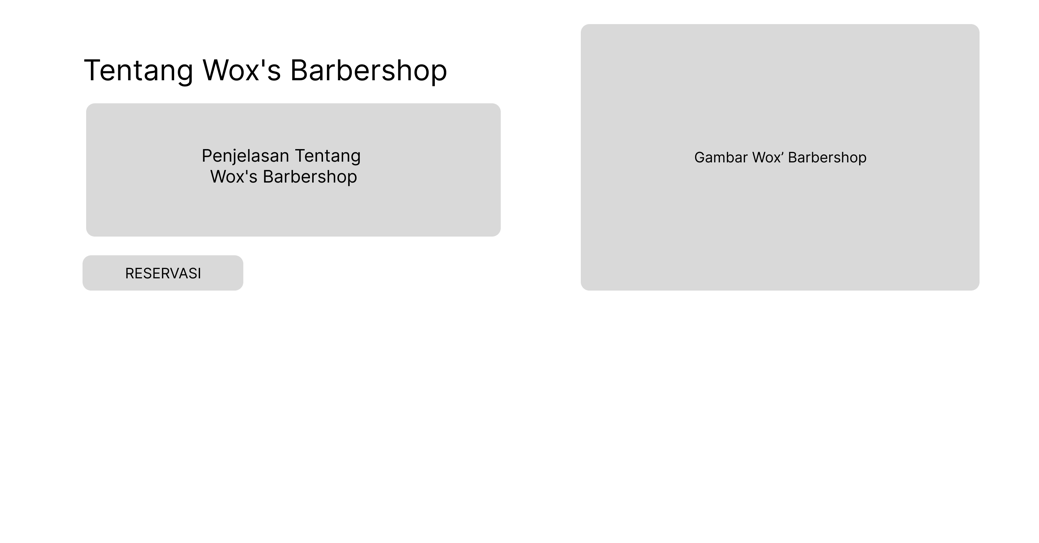 Tentang Wox's Barbershop
Penjelasan Tentang
Wox's Barbershop
RESERVASI
Gambar Wox’ Barbershop